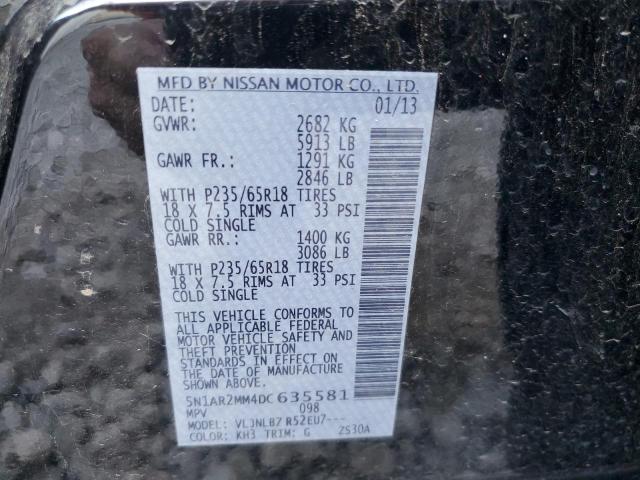 MFD BY NISSAN MOTOR CO., LTD.
DATE: 01/13
GVWR: 2682 KG
5913 LB
GAWR FR.: 1291 KG
2846 LB
WITH P235/65R18 TIRES
18 X 7.5 RIMS AT 33 PSI
COLD SINGLE
GAWR RR.: 1400 KG
3086 LB
WITH P235/65R18 TIRES
18 X 7.5 RIMS AT 33 PSI
COLD SINGLE
THIS VEHICLE CONFORMS TO
ALL APPLICABLE FEDERAL
MOTOR VEHICLE SAFETY AND
THEFT PREVENTION
STANDARDS IN EFFECT ON
THE DATE OF MANUFACTURE
SHOWN ABOVE.
5N1AR2MM4DC635581
MPV 098
MODEL: VLJNLB7 R52EU7---
COLOR: KH3 TRIM: G ZS30A